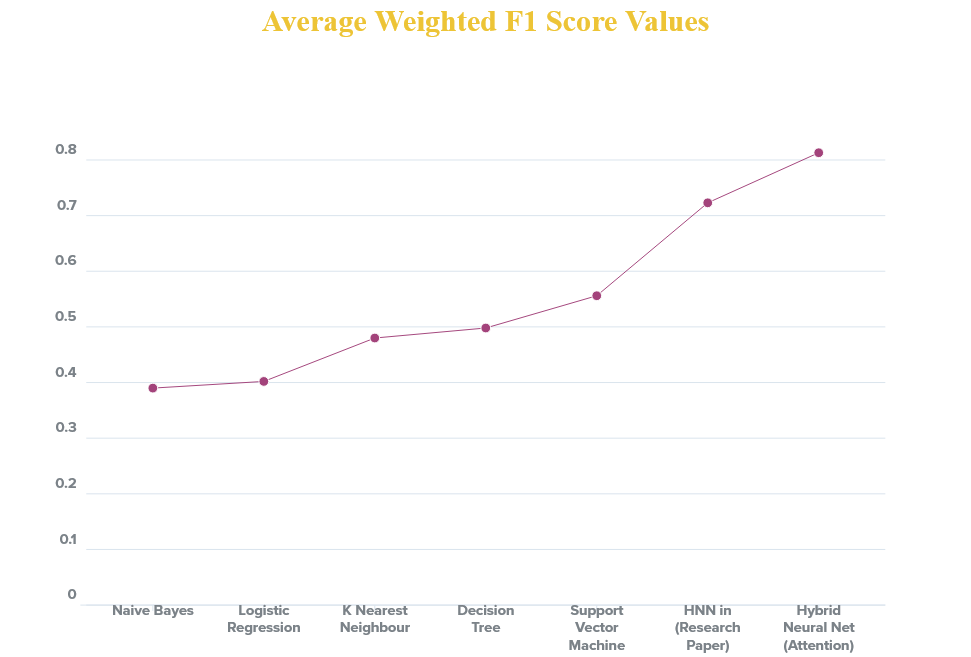 Average Weighted F1 Score Values
0.8
0.7
0.6
0.5
0.4
0.3
0.2
0.1
0
Naive Bayes
Logistic
Regression
K Nearest
Neighbour
Decision
Tree
Support
Vector
Machine
HNN in
(Research
Paper)
Hybrid
Neural Net
(Attention)